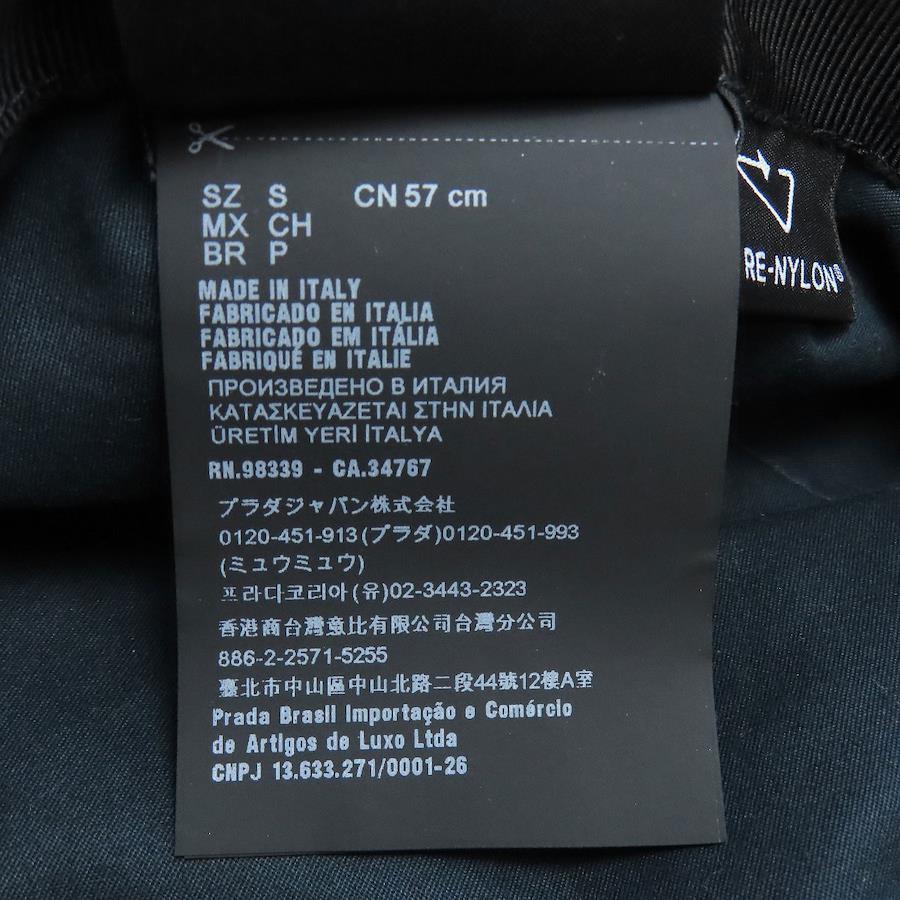 SZ S CN 57 cm
MX CH
BR P
MADE IN ITALY
FABRICADO EN ITALIA
FABRICADO EM ITÁLIA
FABRIQUÉ EN ITALIE
ПРОИЗВЕДЕНО В ИТАЛИЯ
ΚΑΤΑΣΚΕΥΑΖΕΤΑΙ ΣΤΗΝ ΙΤΑΛΙΑ
ÜRETİM YERİ İTALYA
RN.98339 - CA.34767
プラダジャパン株式会社
0120-451-913(プラダ)0120-451-993
(ミュウミュウ)
프라다코리아(유)02-3443-2323
香港商台灣意比有限公司台灣分公司
886-2-2571-5255
臺北市中山區中山北路二段44號12樓A室
Prada Brasil Importação e Comércio
de Artigos de Luxo Ltda
CNPJ 13.633.271/0001-26
RE-NYLON®